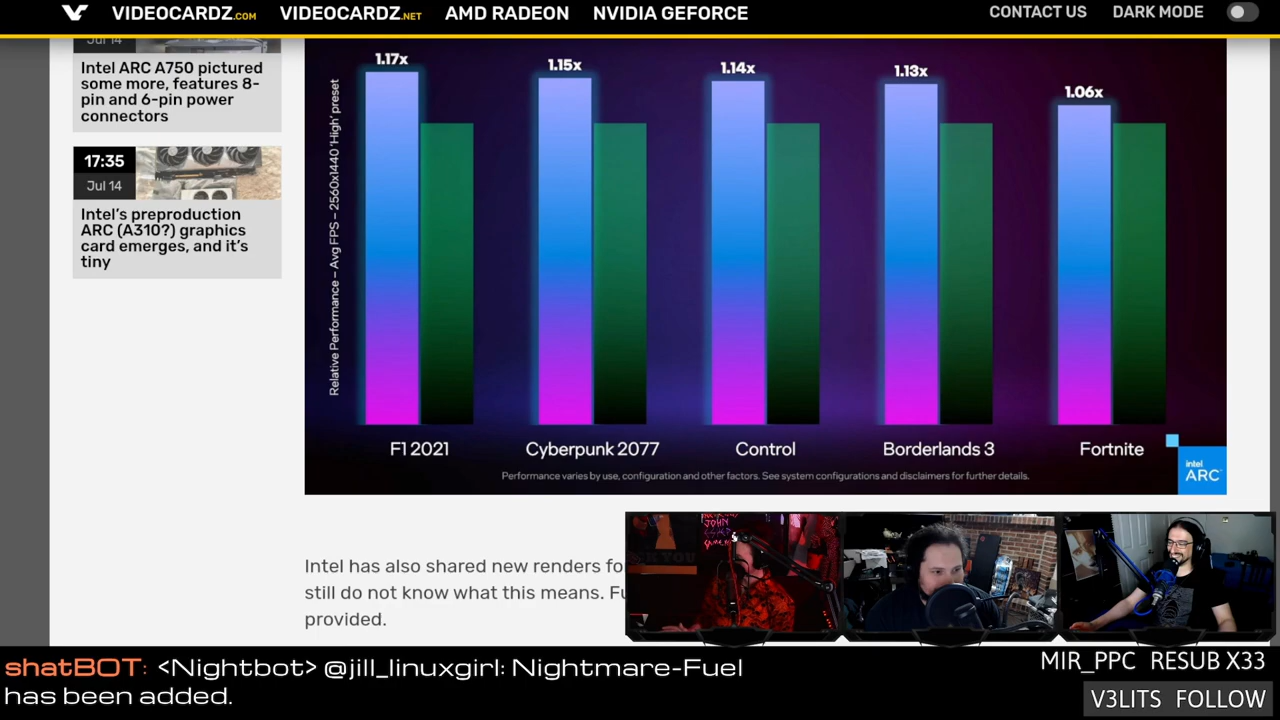 VIDEOCARDZ.COM VIDEOCARDZ.NET AMD RADEON NVIDIA GEFORCE CONTACT US DARK MODE
Jul 14
Intel ARC A750 pictured
some more, features 8-
pin and 6-pin power
connectors
17:35
Jul 14
Intel's preproduction
ARC (A310?) graphics
card emerges, and it's
tiny
Relative Performance – Avg FPS – 2560x1440 'High' preset
1.17x 1.15x 1.14x 1.13x 1.06x
F1 2021 Cyberpunk 2077 Control Borderlands 3 Fortnite
Performance varies by use, configuration and other factors. See system configurations and disclaimers for further details.
intel
ARC
Intel has also shared new renders fo
still do not know what this means. Fu
provided.
JOHN
shatBOT: <Nightbot> @jill_linuxgirl: Nightmare-Fuel
has been added.
MIR_PPC RESUB X33
V3LITS FOLLOW